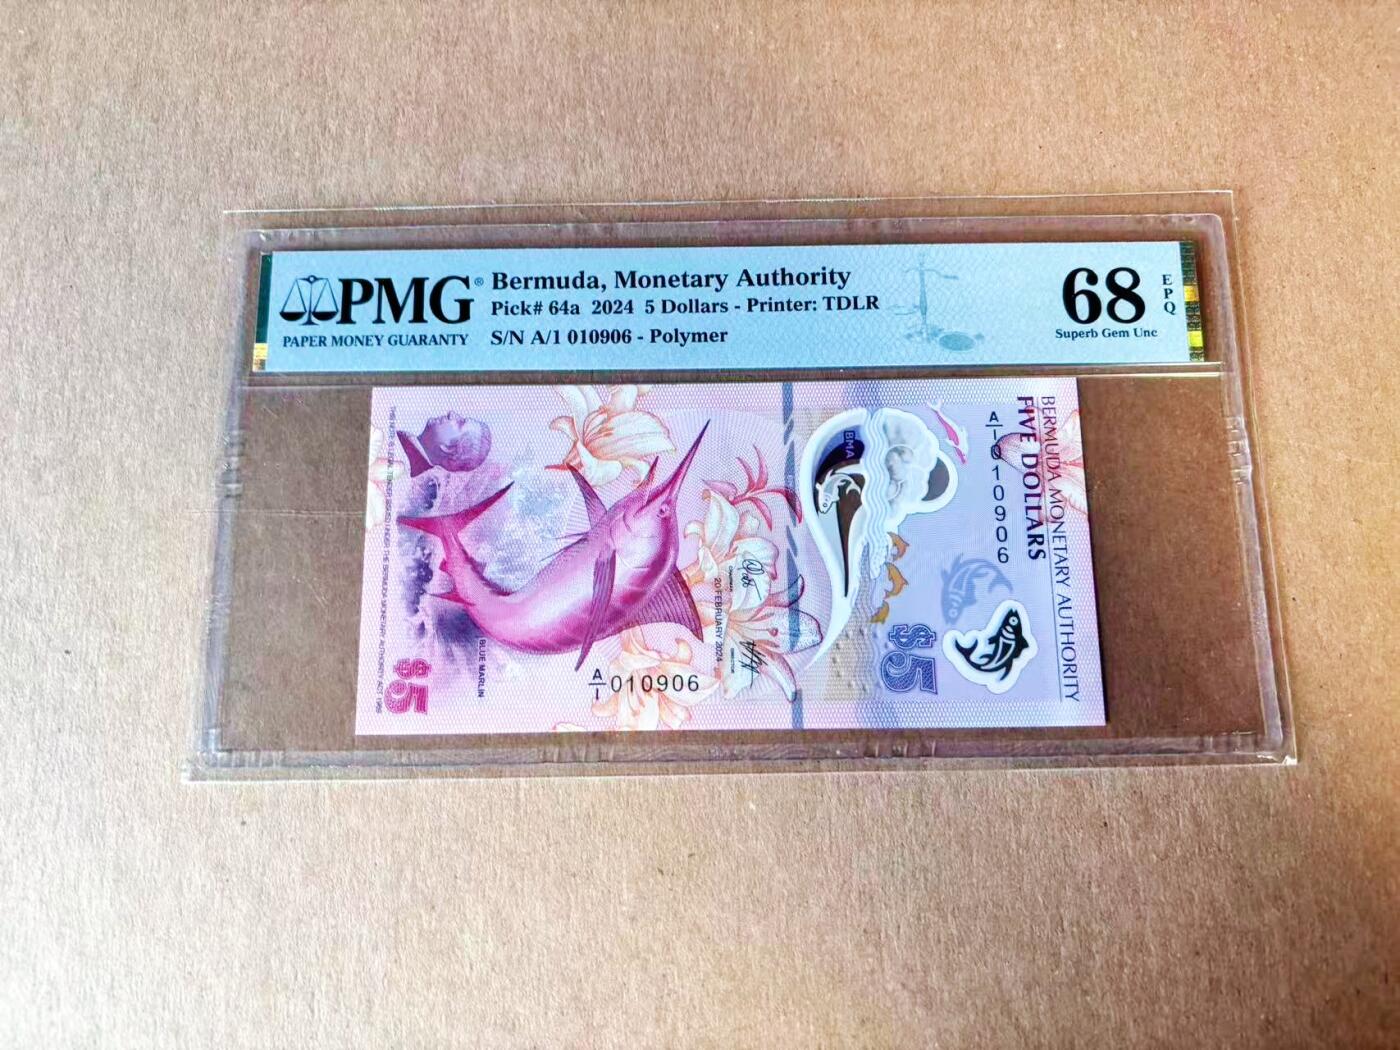 PMG®
PAPER MONEY GUARANTY
Bermuda, Monetary Authority
Pick# 64a 2024 5 Dollars - Printer: TDLR
S/N A/1 010906 - Polymer
68
EPQ
Superb Gem Unc
BERMUDA MONETARY AUTHORITY
FIVE DOLLARS
A/1 010906
BMA
$5
CHAIRMAN
DIRECTOR
20 FEBRUARY 2024
BLUE MARLIN
A/1 010906
$5